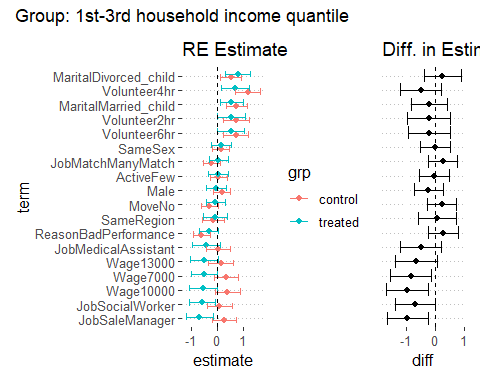 Group: 1st-3rd household income quantile
RE Estimate
Diff. in Estin
MaritalDivorced_child
Volunteer4hr
MaritalMarried_child
Volunteer2hr
Volunteer6hr
SameSex
JobMatchManyMatch
ActiveFew
Male
MoveNo
SameRegion
ReasonBadPerformance
JobMedicalAssistant
Wage13000
Wage7000
Wage10000
JobSocialWorker
JobSaleManager
term
-1 0 1
estimate
grp
control
treated
-1 0 1
diff